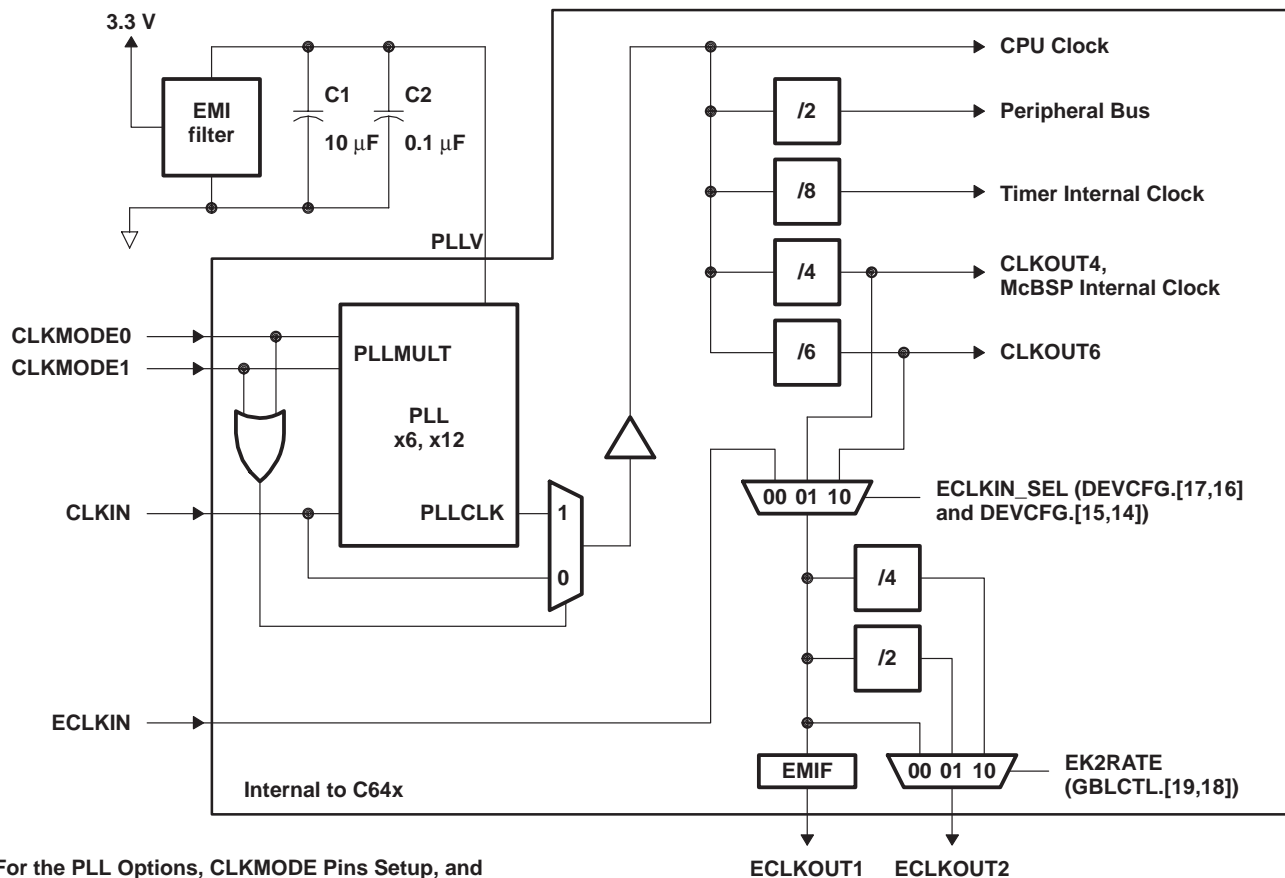 3.3 V
CPU Clock
EMI
filter
C1
10 μF
C2
0.1 μF
/2
Peripheral Bus
/8
Timer Internal Clock
PLLV
/4
CLKOUT4,
McBSP Internal Clock
CLKMODE0
CLKMODE1
PLLMULT
/6
CLKOUT6
PLL
x6, x12
00 01 10
ECLKIN_SEL (DEVCFG.[17,16]
and DEVCFG.[15,14])
CLKIN
PLLCLK
1
0
/4
/2
ECLKIN
EMIF
00 01 10
EK2RATE
(GBLCTL.[19,18])
Internal to C64x
ECLKOUT1
ECLKOUT2
For the PLL Options, CLKMODE Pins Setup, and